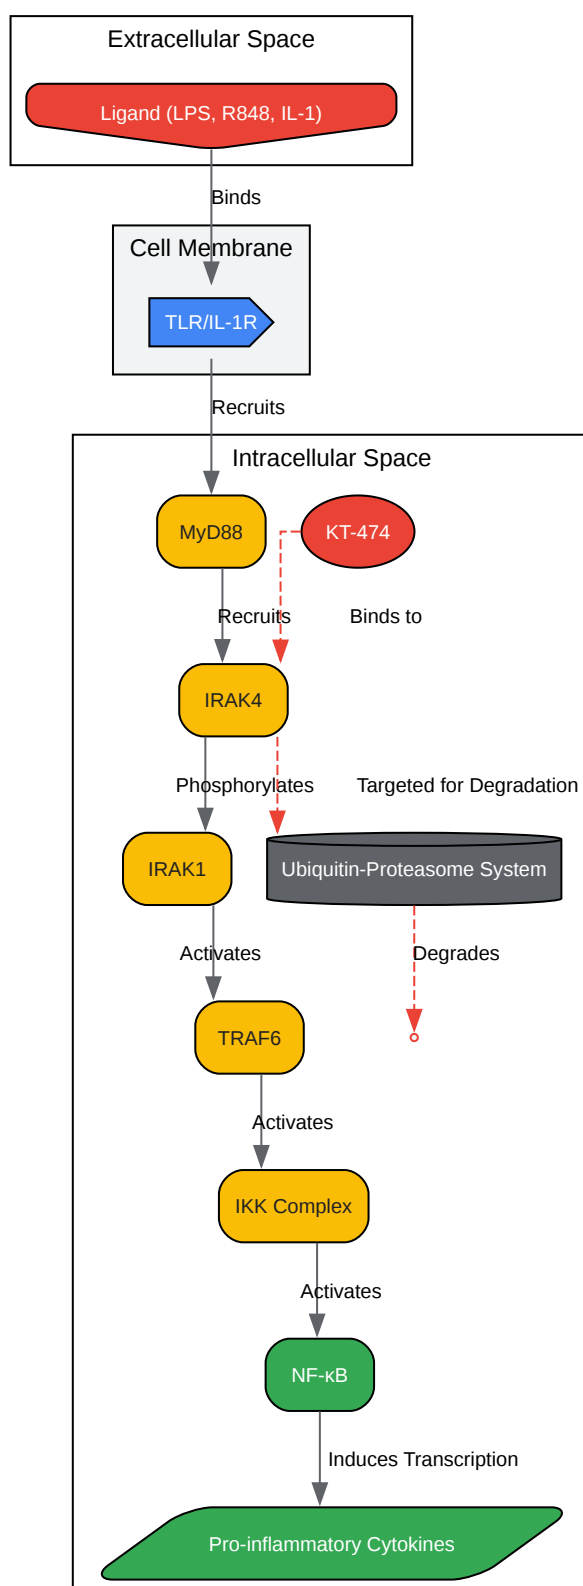 Extracellular Space
Ligand (LPS, R848, IL-1)
Binds
Cell Membrane
TLR/IL-1R
Recruits
Intracellular Space
MyD88
KT-474
Recruits
Binds to
IRAK4
Phosphorylates
Targeted for Degradation
IRAK1
Ubiquitin-Proteasome System
Activates
Degrades
TRAF6
Activates
IKK Complex
Activates
NF-κB
Induces Transcription
Pro-inflammatory Cytokines